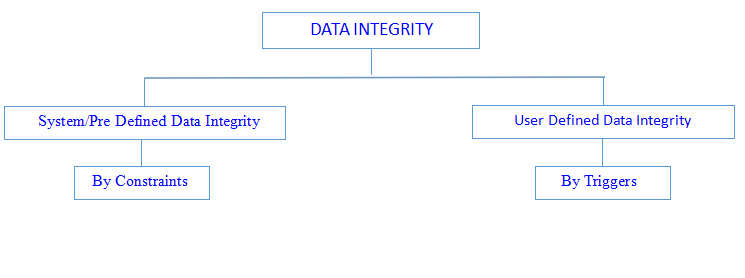 DATA INTEGRITY
System/Pre Defined Data Integrity
User Defined Data Integrity
By Constraints
By Triggers